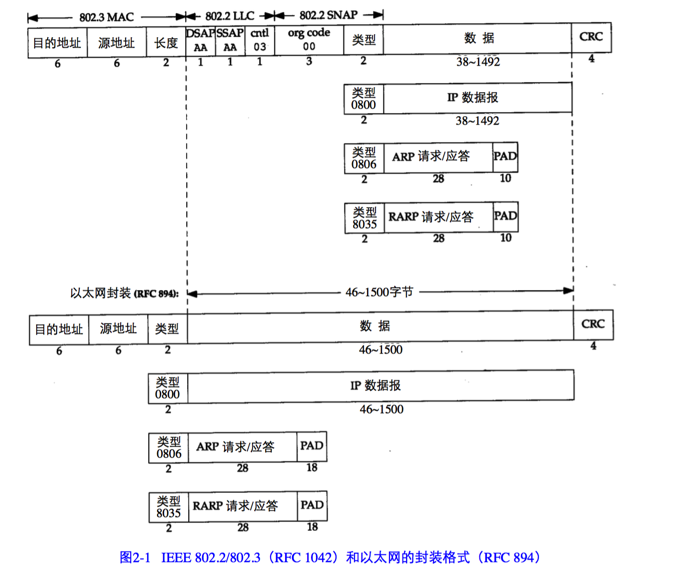 802.3 MAC 802.2 LLC 802.2 SNAP
目的地址 源地址 长度 DSAP AA SSAP AA cntl 03 org code 00 类型 数据 CRC
6 6 2 1 1 1 3 2 38~1492 4
类型 0800 IP 数据报
2 38~1492
类型 0806 ARP 请求/应答 PAD
2 28 10
类型 8035 RARP 请求/应答 PAD
2 28 10
以太网封装 (RFC 894): 46~1500字节
目的地址 源地址 类型 数据 CRC
6 6 2 46~1500 4
类型 0800 IP 数据报
2 46~1500
类型 0806 ARP 请求/应答 PAD
2 28 18
类型 8035 RARP 请求/应答 PAD
2 28 18
图2-1 IEEE 802.2/802.3（RFC 1042）和以太网的封装格式（RFC 894）